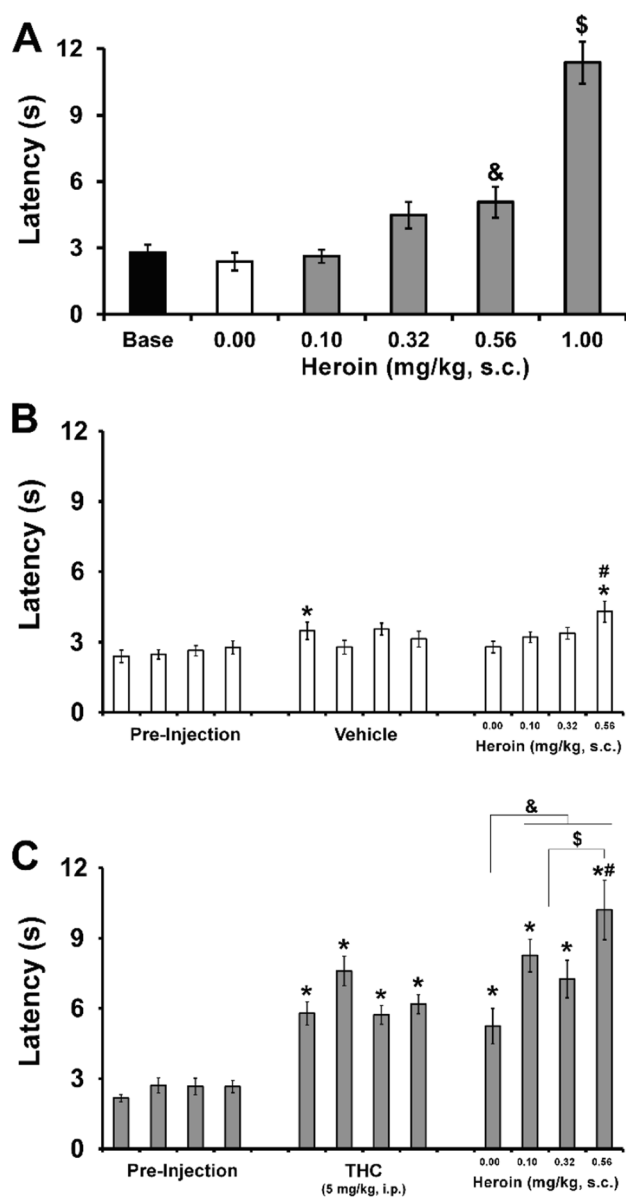 A
Latency (s)
12
9
6
3
0
&
$
Base 0.00 0.10 0.32 0.56 1.00
Heroin (mg/kg, s.c.)
B
Latency (s)
12
9
6
3
0
*
#
*
0.00 0.10 0.32 0.56
Pre-Injection Vehicle Heroin (mg/kg, s.c.)
C
Latency (s)
12
9
6
3
0
&
$
* * * *
* * * *#
0.00 0.10 0.32 0.56
Pre-Injection THC Heroin (mg/kg, s.c.)
(5 mg/kg, i.p.)